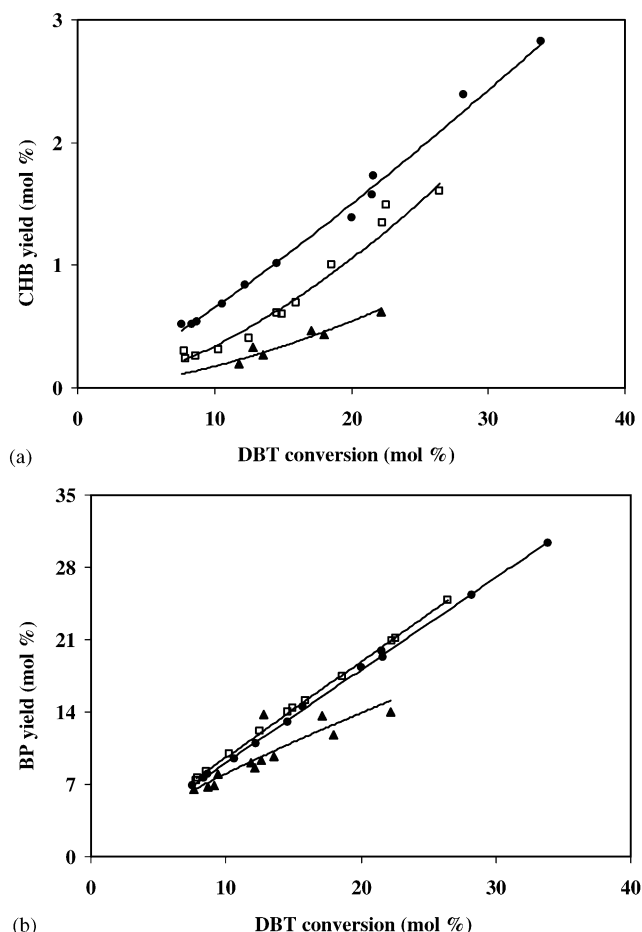 3
2
1
0
CHB yield (mol %)
0 10 20 30 40
(a) DBT conversion (mol %)
35
28
21
14
7
0
BP yield (mol %)
0 10 20 30 40
(b) DBT conversion (mol %)